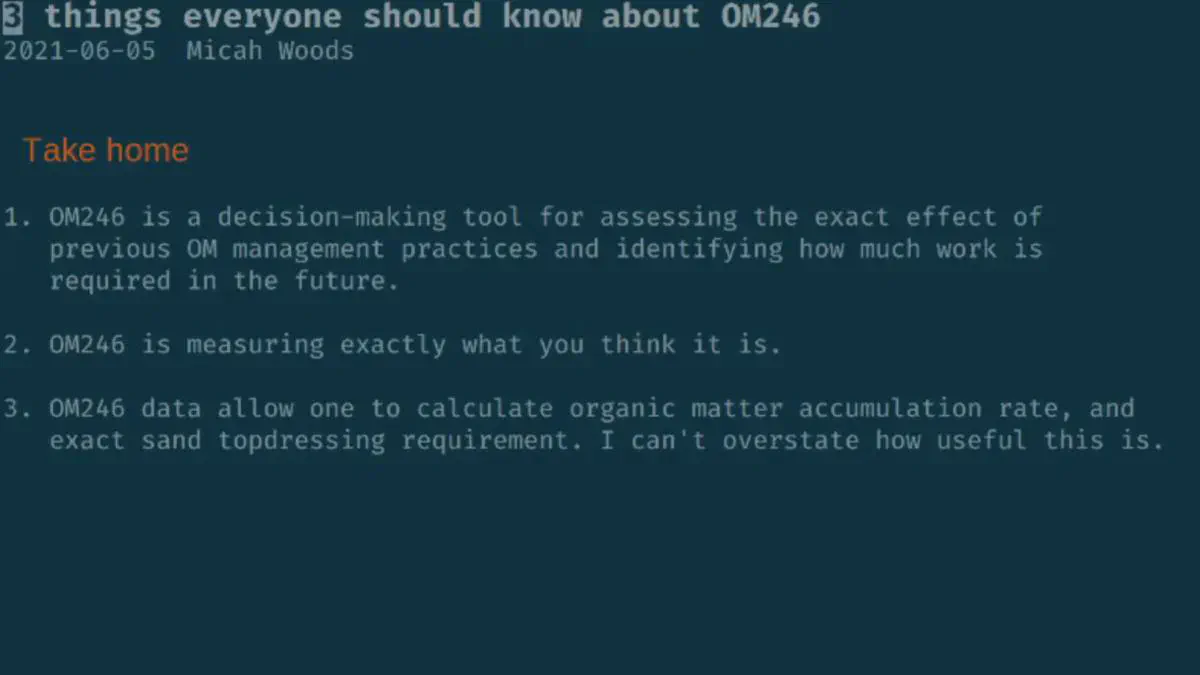 3 things everyone should know about OM246
2021-06-05 Micah Woods
Take home
1. OM246 is a decision-making tool for assessing the exact effect of
previous OM management practices and identifying how much work is
required in the future.
2. OM246 is measuring exactly what you think it is.
3. OM246 data allow one to calculate organic matter accumulation rate, and
exact sand topdressing requirement. I can't overstate how useful this is.